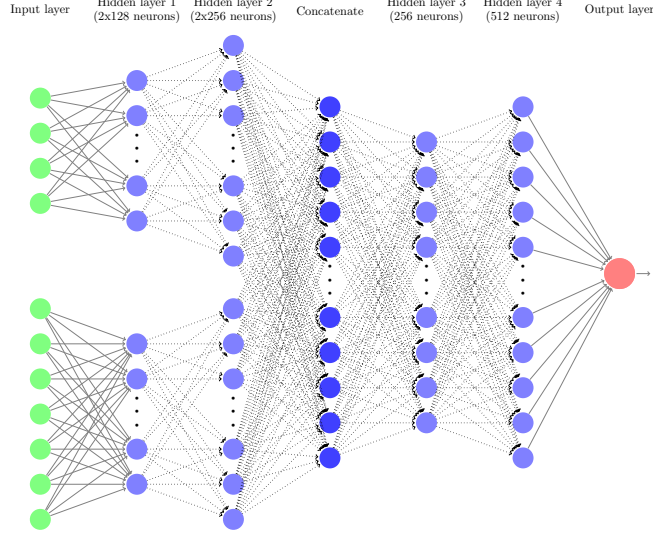 Input layer
Hidden layer 1
(2x128 neurons)
Hidden layer 2
(2x256 neurons)
Concatenate
Hidden layer 3
(256 neurons)
Hidden layer 4
(512 neurons)
Output layer